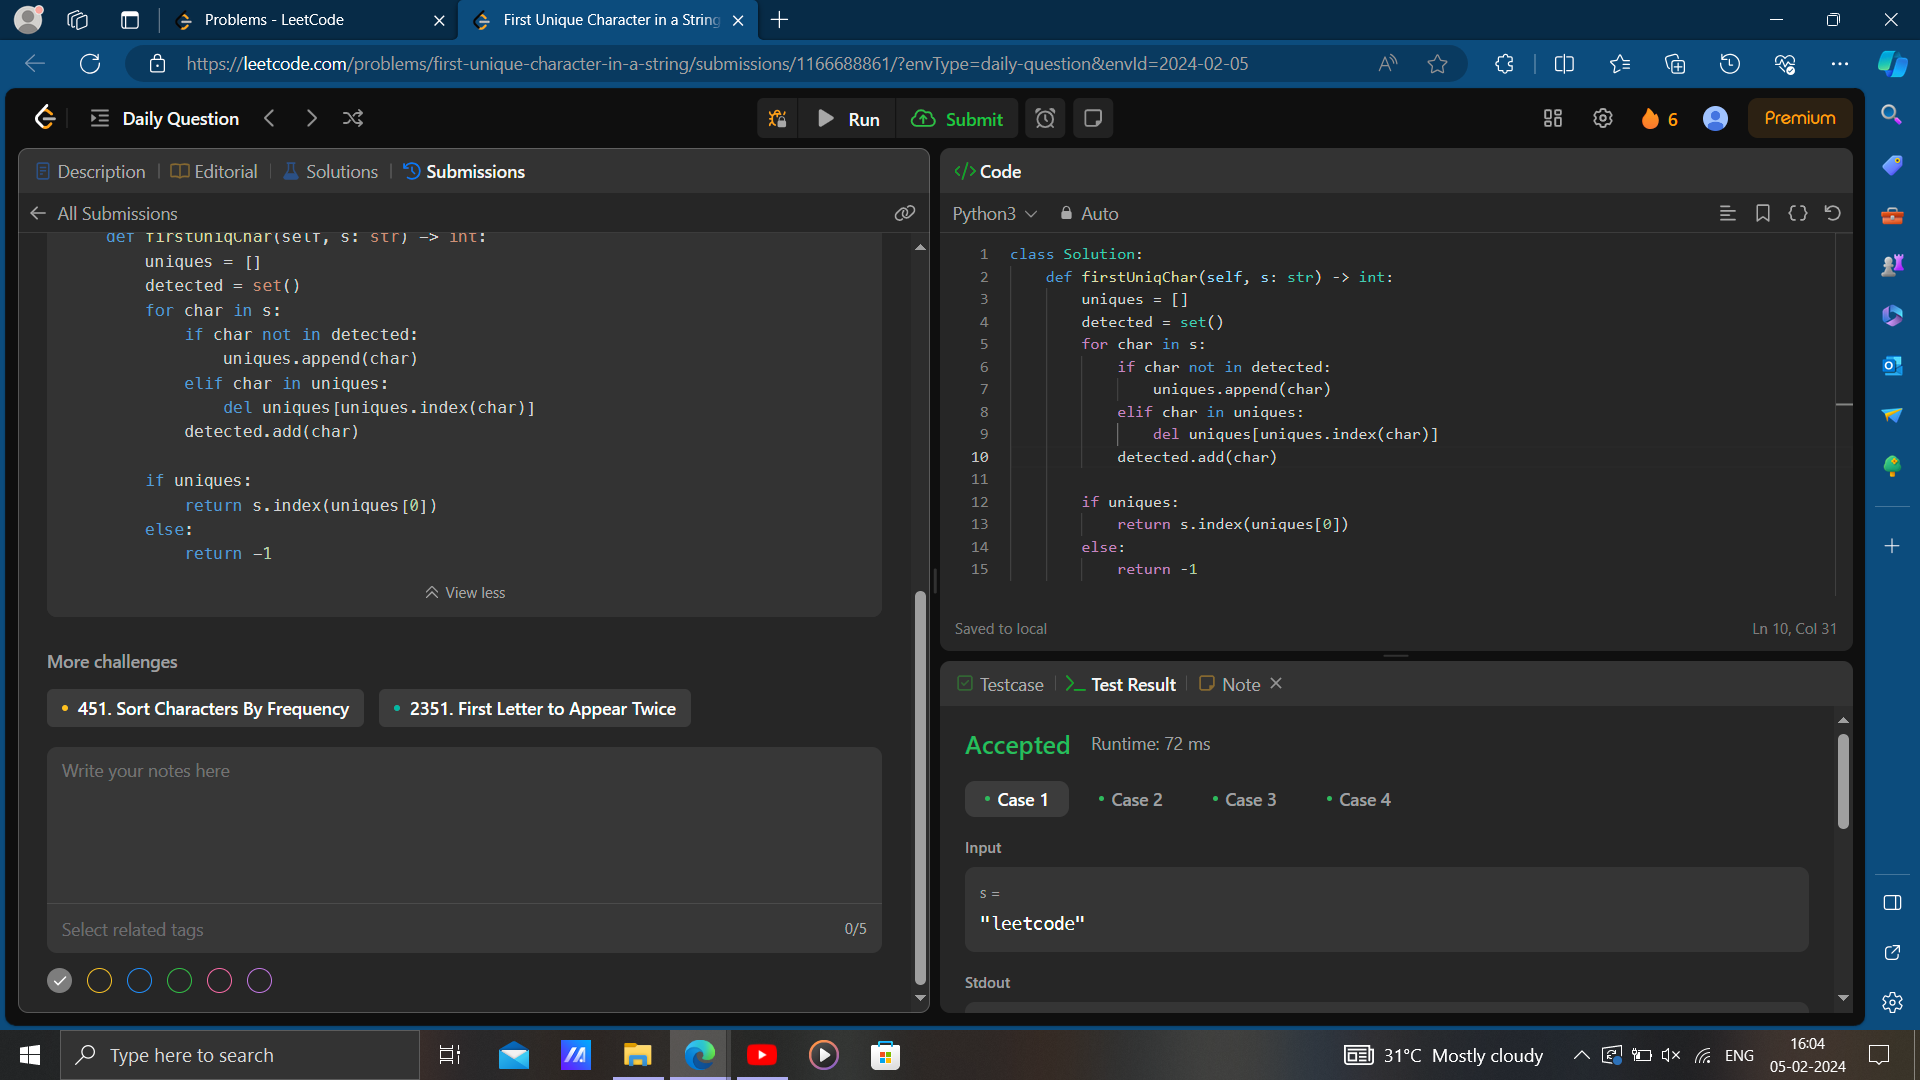 Problems - LeetCode
First Unique Character in a String
https://leetcode.com/problems/first-unique-character-in-a-string/submissions/1166688861/?envType=daily-question&envId=2024-02-05
Daily Question
Run
Submit
6
Premium
Description
Editorial
Solutions
Submissions
All Submissions
def firstUniqChar(self, s: str) -> int:
uniques = []
detected = set()
for char in s:
if char not in detected:
uniques.append(char)
elif char in uniques:
del uniques[uniques.index(char)]
detected.add(char)
if uniques:
return s.index(uniques[0])
else:
return -1
View less
More challenges
451. Sort Characters By Frequency
2351. First Letter to Appear Twice
Write your notes here
Select related tags
0/5
</> Code
Python3
Auto
1 class Solution:
2 def firstUniqChar(self, s: str) -> int:
3 uniques = []
4 detected = set()
5 for char in s:
6 if char not in detected:
7 uniques.append(char)
8 elif char in uniques:
9 del uniques[uniques.index(char)]
10 detected.add(char)
11
12 if uniques:
13 return s.index(uniques[0])
14 else:
15 return -1
Saved to local
Ln 10, Col 31
Testcase
Test Result
Note
Accepted
Runtime: 72 ms
Case 1
Case 2
Case 3
Case 4
Input
s =
"leetcode"
Stdout
Type here to search
31°C Mostly cloudy
ENG
16:04
05-02-2024